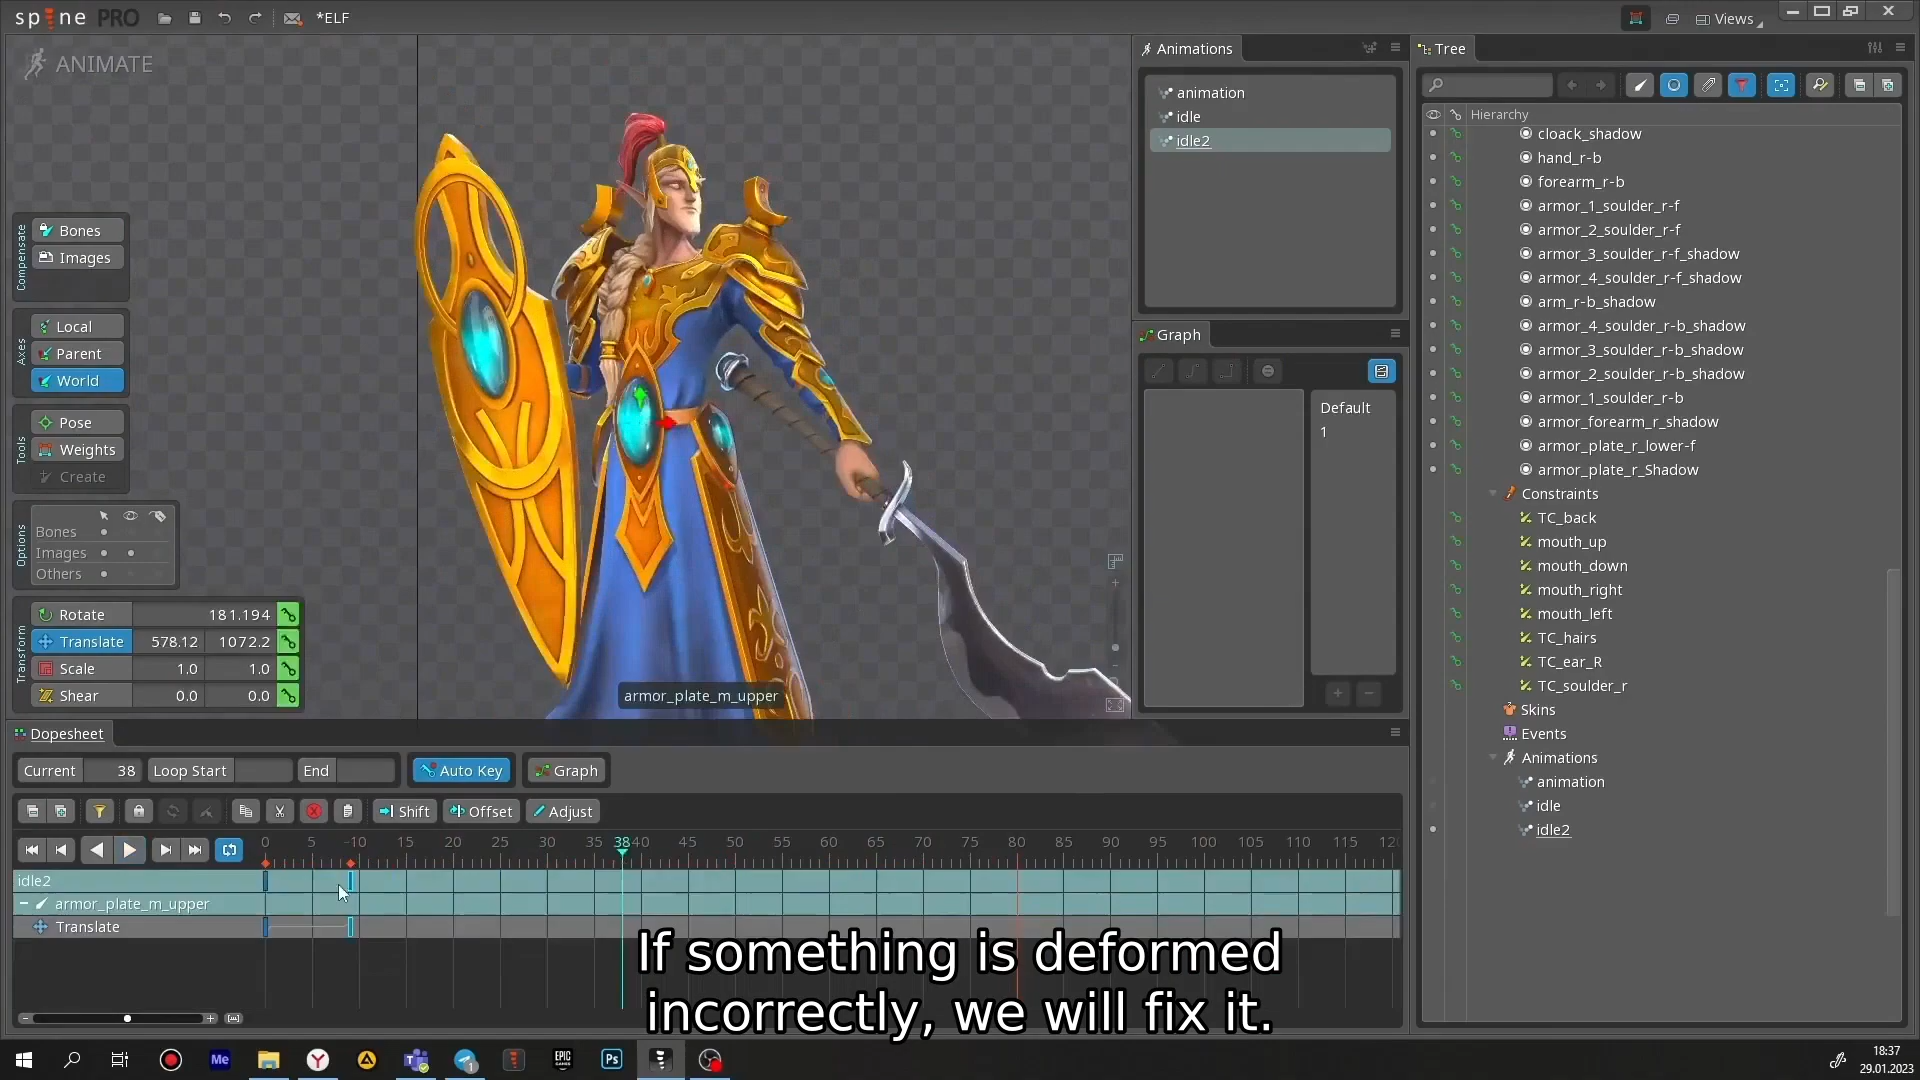 spine PRO
*ELF
Views
ANIMATE
Compensate
Bones
Images
Axes
Local
Parent
World
Tools
Pose
Weights
Create
Options
Bones
Images
Others
Transform
Rotate 181.194
Translate 578.12 1072.2
Scale 1.0 1.0
Shear 0.0 0.0
armor_plate_m_upper
Animations
animation
idle
idle2
Graph
Default
1
Tree
Hierarchy
cloack_shadow
hand_r-b
forearm_r-b
armor_1_soulder_r-f
armor_2_soulder_r-f
armor_3_soulder_r-f_shadow
armor_4_soulder_r-f_shadow
arm_r-b_shadow
armor_4_soulder_r-b_shadow
armor_3_soulder_r-b_shadow
armor_2_soulder_r-b_shadow
armor_1_soulder_r-b
armor_forearm_r_shadow
armor_plate_r_lower-f
armor_plate_r_Shadow
Constraints
TC_back
mouth_up
mouth_down
mouth_right
mouth_left
TC_hairs
TC_ear_R
TC_soulder_r
Skins
Events
Animations
animation
idle
idle2
Dopesheet
Current 38 Loop Start End Auto Key Graph
Shift Offset Adjust
0 5 10 15 20 25 30 35 38 40 45 50 55 60 65 70 75 80 85 90 95 100 105 110 115
idle2
armor_plate_m_upper
Translate
If something is deformed
incorrectly, we will fix it.
Me
EPIC
GAMES
Ps
1
18:37
29.01.2023